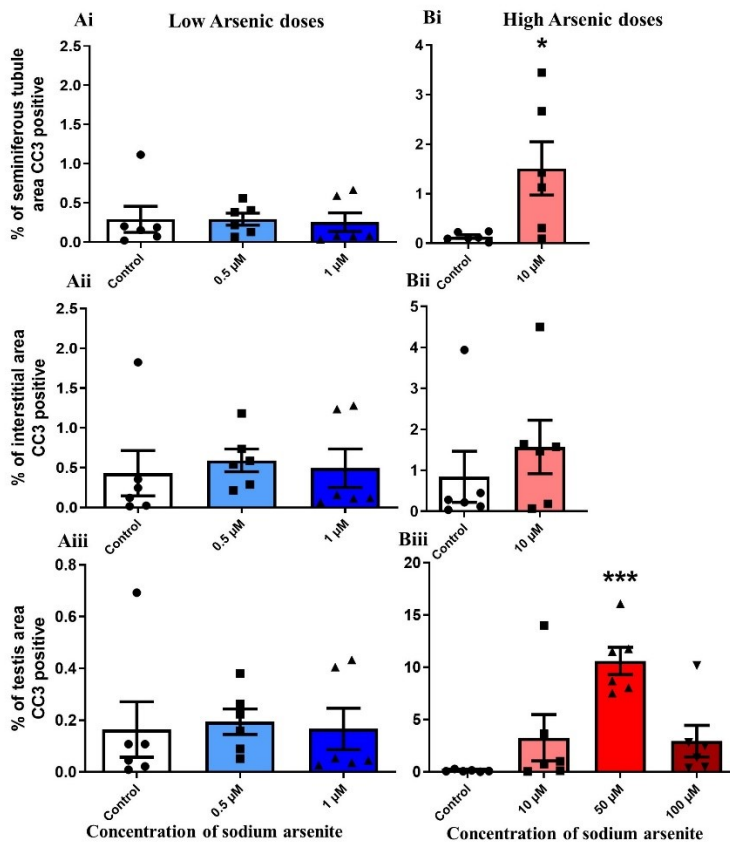 Ai
Low Arsenic doses
% of seminiferous tubule
area CC3 positive
2.5
2.0
1.5
1.0
0.5
0.0
Control
0.5 µM
1 µM
Bi
High Arsenic doses
*
4
3
2
1
0
Control
10 µM
Aii
% of interstitial area
CC3 positive
2.5
2.0
1.5
1.0
0.5
0.0
Control
0.5 µM
1 µM
Bii
5
4
3
2
1
0
Control
10 µM
Aiii
% of testis area
CC3 positive
0.8
0.6
0.4
0.2
0.0
Control
0.5 µM
1 µM
Concentration of sodium arsenite
Biii
***
20
15
10
5
0
Control
10 µM
50 µM
100 µM
Concentration of sodium arsenite